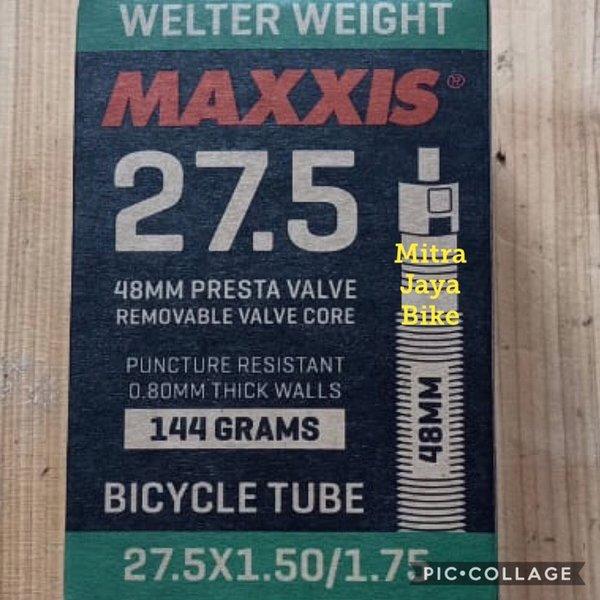 WELTER WEIGHT
MAXXIS®
27.5
48MM PRESTA VALVE
REMOVABLE VALVE CORE
PUNCTURE RESISTANT
0.80MM THICK WALLS
144 GRAMS
BICYCLE TUBE
27.5X1.50/1.75
48MM
Mitra
Jaya
Bike
PIC•COLLAGE